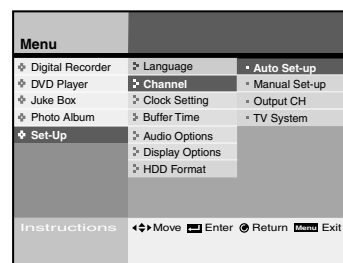 Menu
Digital Recorder
DVD Player
Juke Box
Photo Album
Set-Up
Language
Channel
Clock Setting
Buffer Time
Audio Options
Display Options
HDD Format
Auto Set-up
Manual Set-up
Output CH
TV System
Instructions Move Enter Return Menu Exit